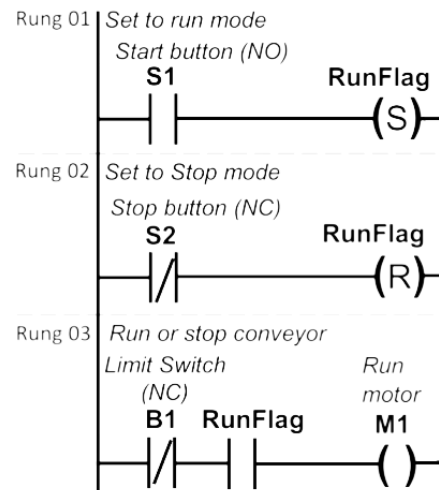 Rung 01 Set to run mode
Start button (NO)
S1 RunFlag
S
Rung 02 Set to Stop mode
Stop button (NC)
S2 RunFlag
R
Rung 03 Run or stop conveyor
Limit Switch Run
(NC) motor
B1 RunFlag M1